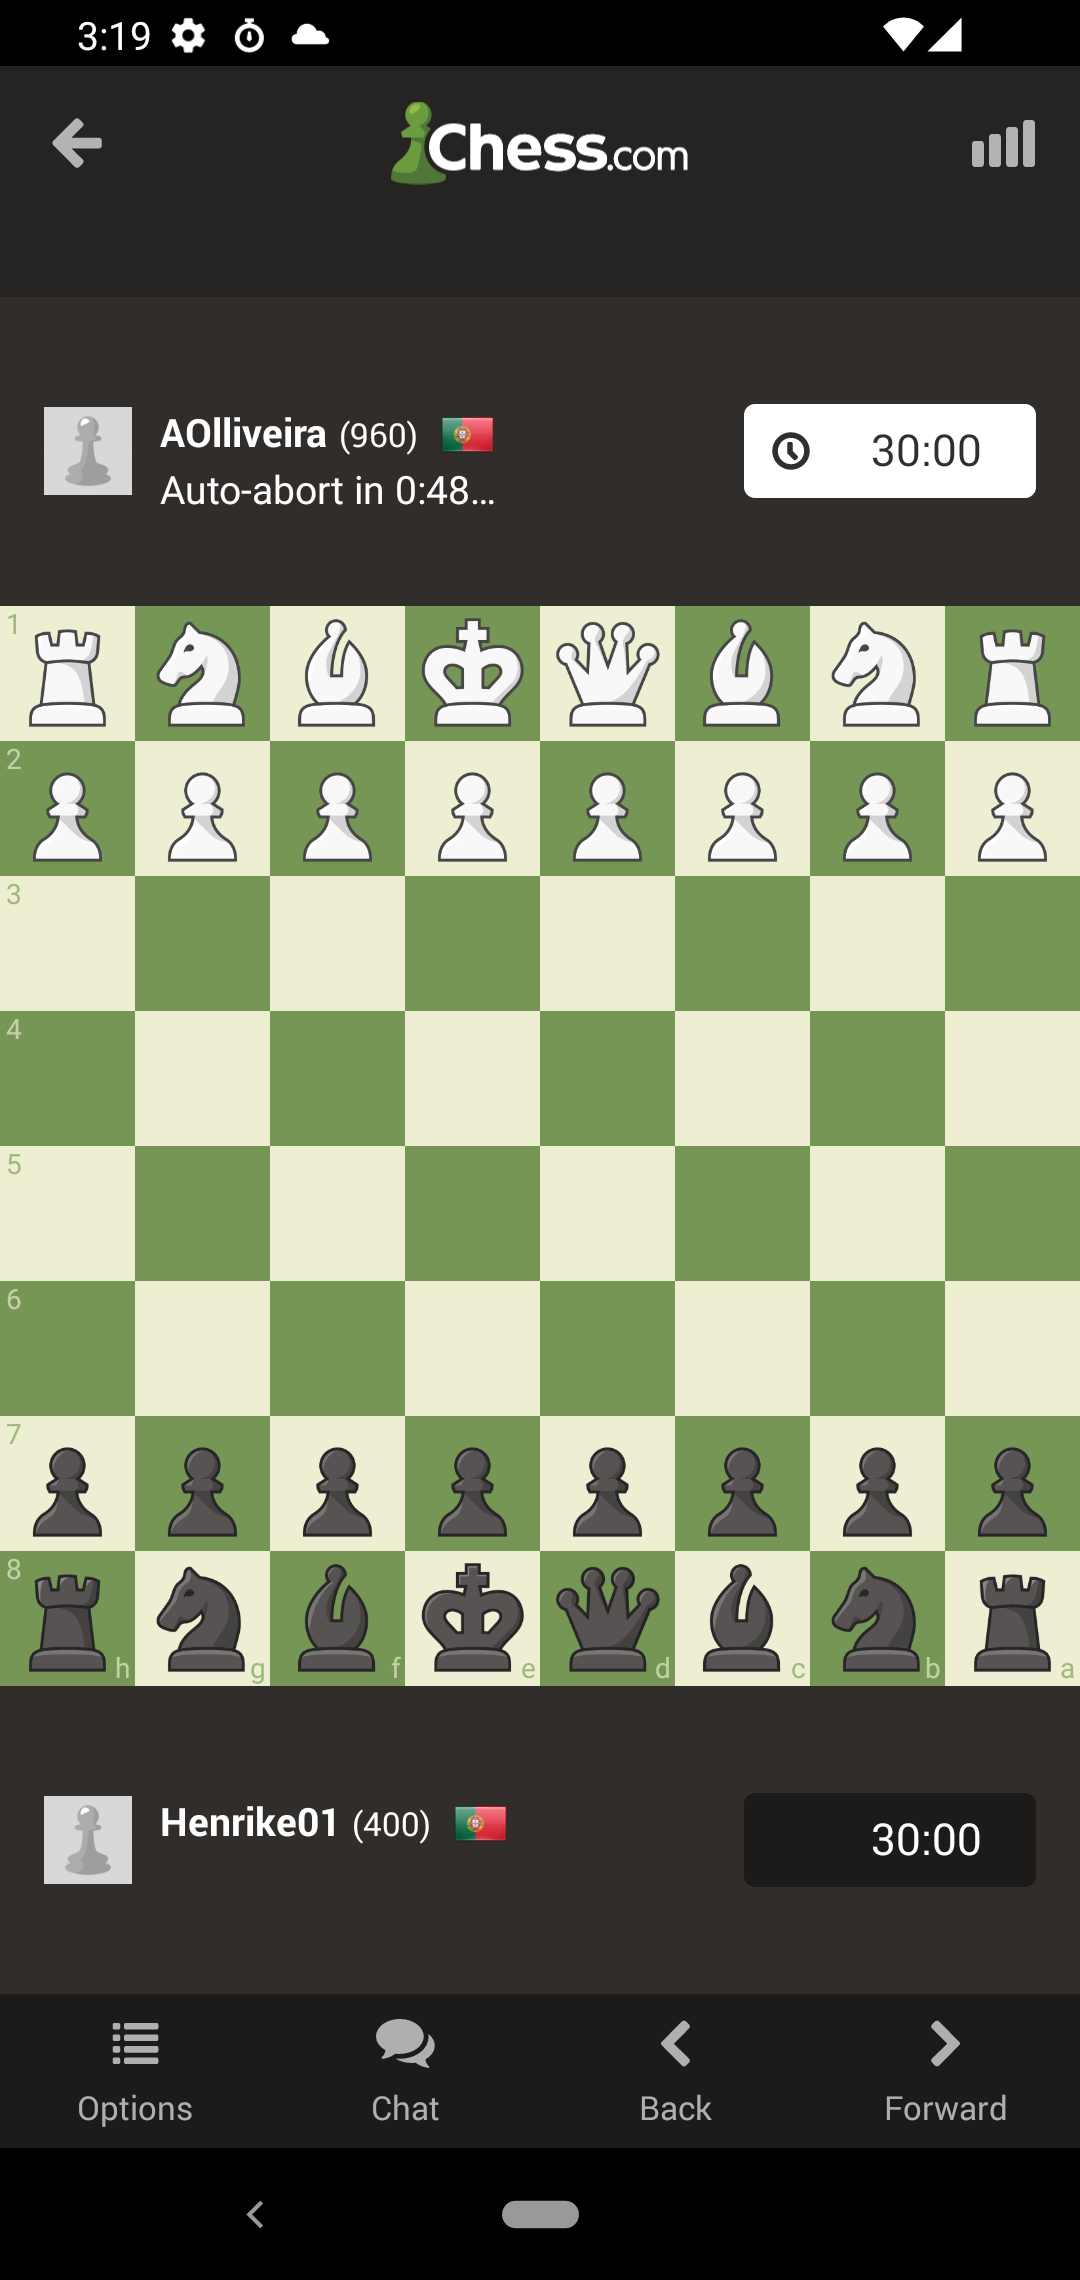 3:19
Chess.com
AOlliveira (960)
Auto-abort in 0:48...
30:00
1
2
3
4
5
6
7
8
h g f e d c b a
Henrike01 (400)
30:00
Options Chat Back Forward